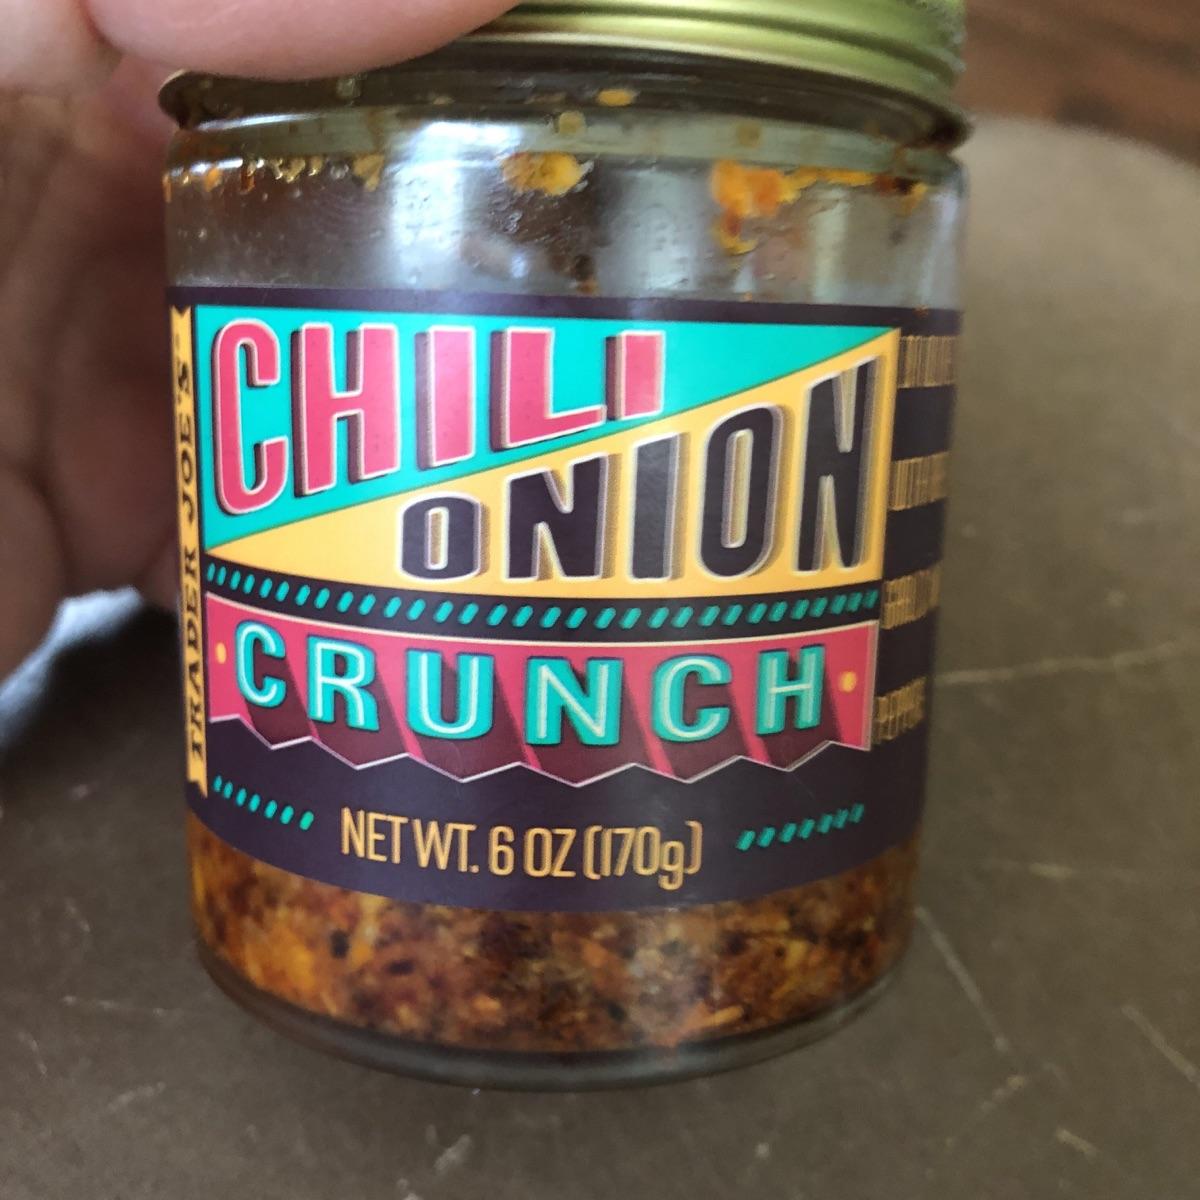 TRADER JOE'S
CHILI
ONION
CRUNCH
NET WT. 6 OZ (170g)